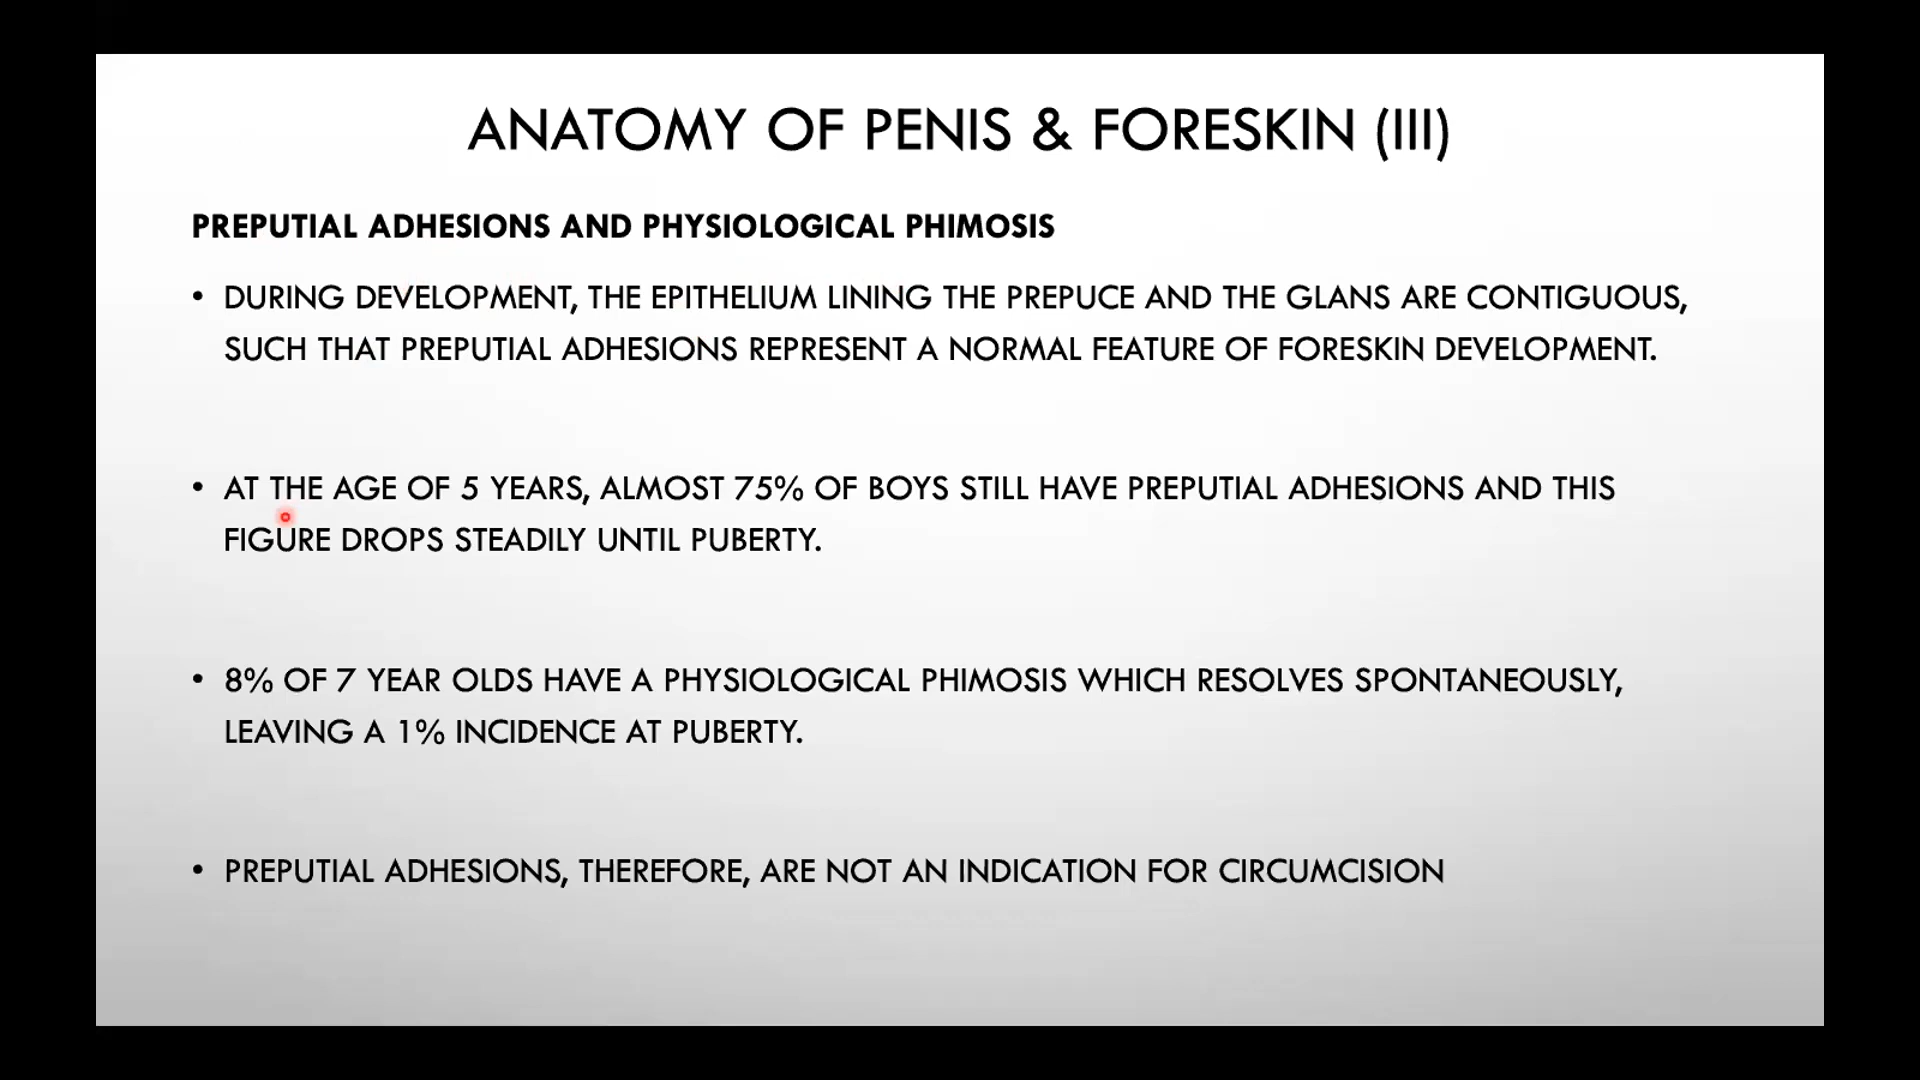 ANATOMY OF PENIS & FORESKIN (III)
PREPUTIAL ADHESIONS AND PHYSIOLOGICAL PHIMOSIS
• DURING DEVELOPMENT, THE EPITHELIUM LINING THE PREPUCE AND THE GLANS ARE CONTIGUOUS,
SUCH THAT PREPUTIAL ADHESIONS REPRESENT A NORMAL FEATURE OF FORESKIN DEVELOPMENT.
• AT THE AGE OF 5 YEARS, ALMOST 75% OF BOYS STILL HAVE PREPUTIAL ADHESIONS AND THIS
FIGURE DROPS STEADILY UNTIL PUBERTY.
• 8% OF 7 YEAR OLDS HAVE A PHYSIOLOGICAL PHIMOSIS WHICH RESOLVES SPONTANEOUSLY,
LEAVING A 1% INCIDENCE AT PUBERTY.
• PREPUTIAL ADHESIONS, THEREFORE, ARE NOT AN INDICATION FOR CIRCUMCISION